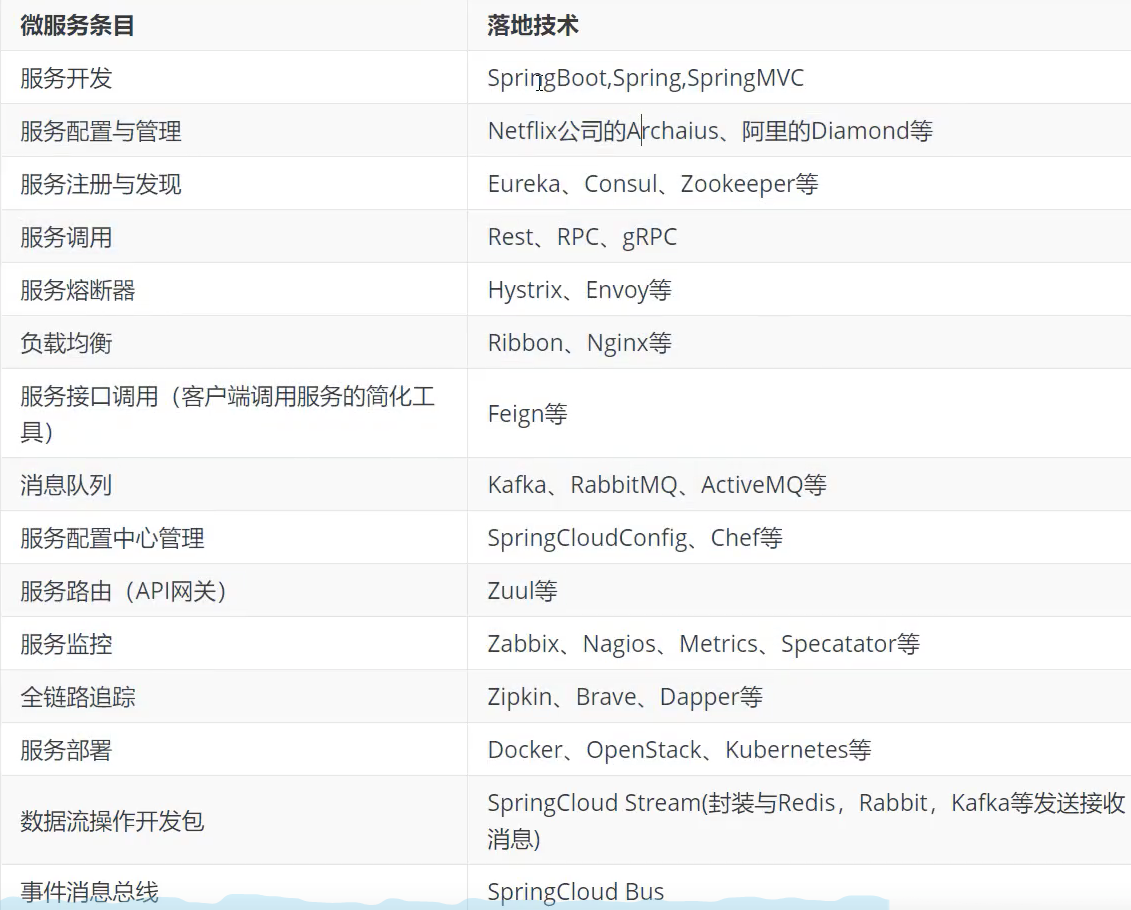 微服务条目 落地技术
服务开发 SpringBoot,Spring,SpringMVC
服务配置与管理 Netflix公司的Archaius、阿里的Diamond等
服务注册与发现 Eureka、Consul、Zookeeper等
服务调用 Rest、RPC、gRPC
服务熔断器 Hystrix、Envoy等
负载均衡 Ribbon、Nginx等
服务接口调用（客户端调用服务的简化工
具）
Feign等
消息队列 Kafka、RabbitMQ、ActiveMQ等
服务配置中心管理 SpringCloudConfig、Chef等
服务路由（API网关） Zuul等
服务监控 Zabbix、Nagios、Metrics、Specatator等
全链路追踪 Zipkin、Brave、Dapper等
服务部署 Docker、OpenStack、Kubernetes等
数据流操作开发包
SpringCloud Stream(封装与Redis，Rabbit，Kafka等发送接收
消息)
事件消息总线 SpringCloud Bus